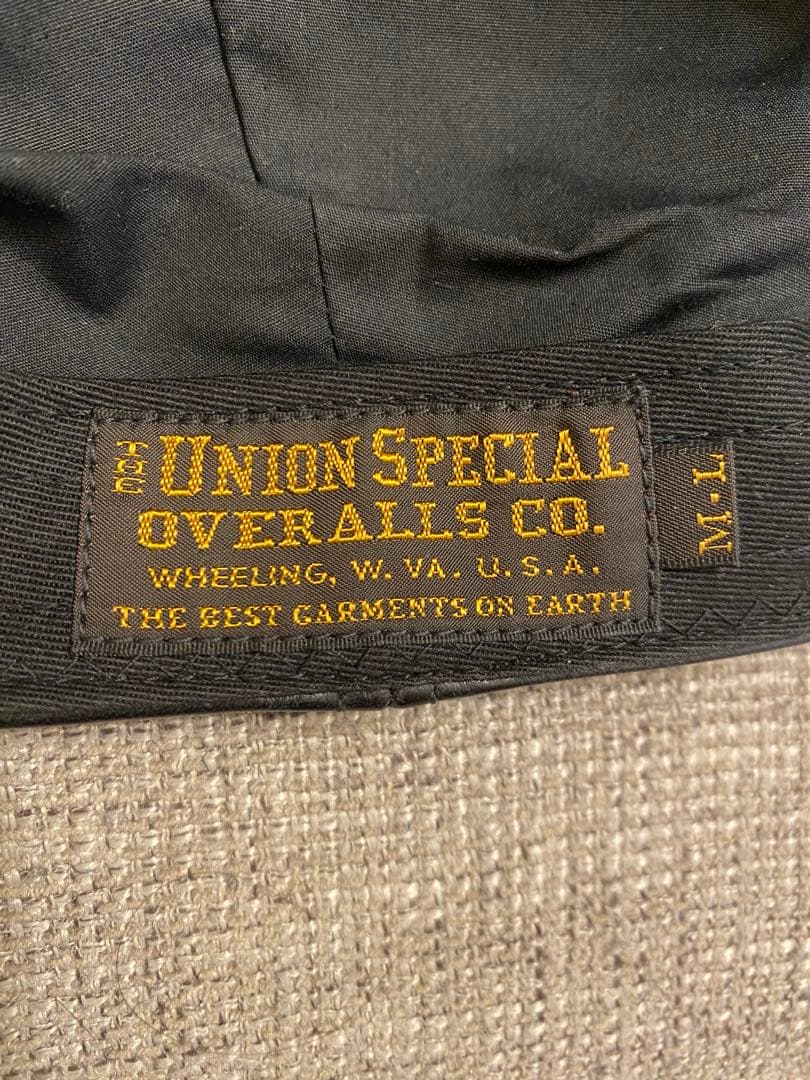 THE UNION SPECIAL
OVERALLS CO.
WHEELING, W. VA. U.S.A.
THE BEST GARMENTS ON EARTH
M-L